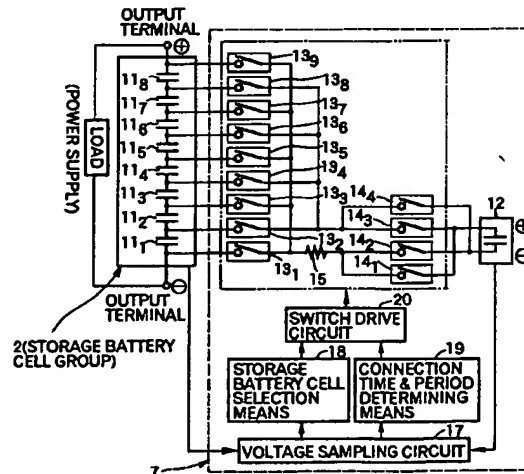 OUTPUT
TERMINAL
⊕
(POWER SUPPLY)
LOAD
11₈
11₇
11₆
11₅
11₄
11₃
11₂
11₁
OUTPUT
TERMINAL
⊖
2(STORAGE BATTERY
CELL GROUP)
13₉
13₈
13₇
13₆
13₅
13₄
13₃
13₂
13₁
15
14₄
14₃
14₂
14₁
12
⊕
⊖
20
SWITCH DRIVE
CIRCUIT
18
STORAGE
BATTERY CELL
SELECTION
MEANS
19
CONNECTION
TIME & PERIOD
DETERMINING
MEANS
17
VOLTAGE SAMPLING CIRCUIT
7